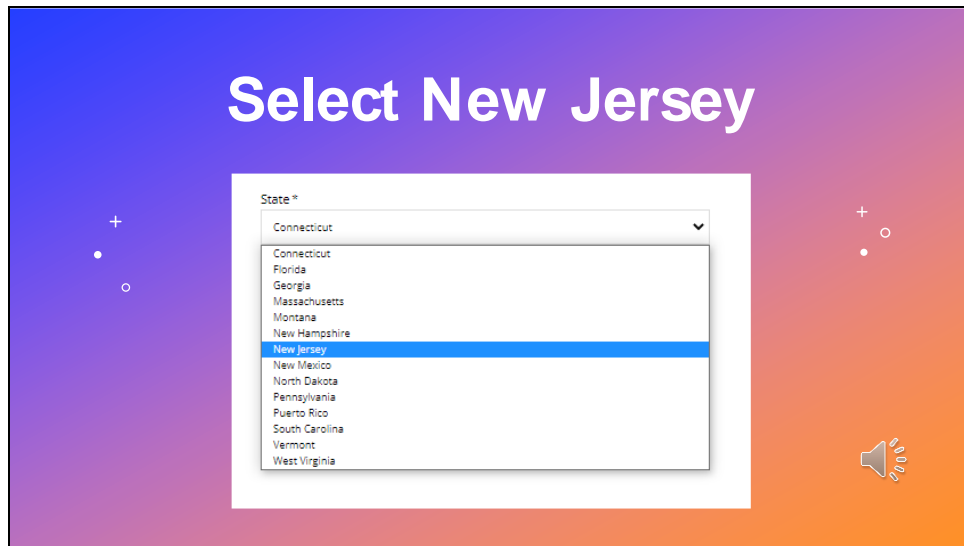 Select New Jersey
State *
Connecticut
Connecticut
Florida
Georgia
Massachusetts
Montana
New Hampshire
New Jersey
New Mexico
North Dakota
Pennsylvania
Puerto Rico
South Carolina
Vermont
West Virginia